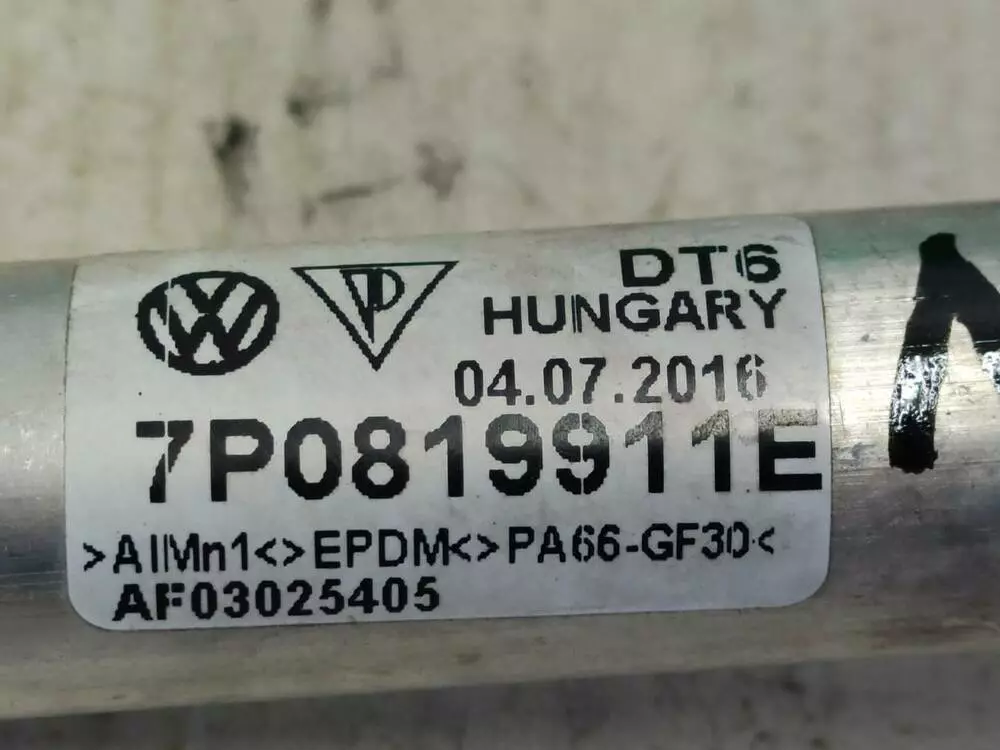 DT6
HUNGARY
04.07.2016
7P0819911E
>AlMn1<>EPDM<>PA66-GF30<
AF03025405